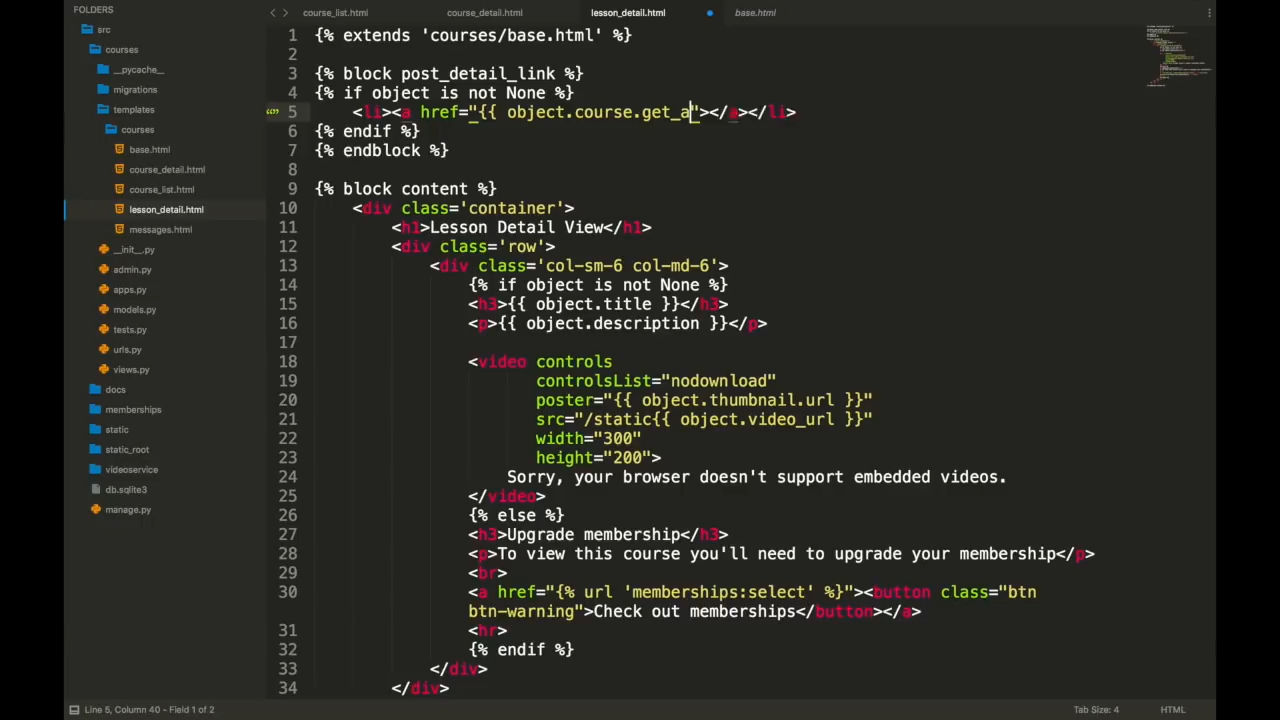 FOLDERS
src
courses
__pycache__
migrations
templates
courses
base.html
course_detail.html
course_list.html
lesson_detail.html
messages.html
__init__.py
admin.py
apps.py
models.py
tests.py
urls.py
views.py
docs
memberships
static
static_root
videoservice
db.sqlite3
manage.py
course_list.html course_detail.html lesson_detail.html base.html
1 {% extends 'courses/base.html' %}
2
3 {% block post_detail_link %}
4 {% if object is not None %}
5 <li><a href="{{ object.course.get_a"></a></li>
6 {% endif %}
7 {% endblock %}
8
9 {% block content %}
10 <div class='container'>
11 <h1>Lesson Detail View</h1>
12 <div class='row'>
13 <div class='col-sm-6 col-md-6'>
14 {% if object is not None %}
15 <h3>{{ object.title }}</h3>
16 <p>{{ object.description }}</p>
17
18 <video controls
19 controlsList="nodownload"
20 poster="{{ object.thumbnail.url }}"
21 src="/static{{ object.video_url }}"
22 width="300"
23 height="200">
24 Sorry, your browser doesn't support embedded videos.
25 </video>
26 {% else %}
27 <h3>Upgrade membership</h3>
28 <p>To view this course you'll need to upgrade your membership</p>
29 <br>
30 <a href="{% url 'memberships:select' %}"><button class="btn
btn-warning">Check out memberships</button></a>
31 <hr>
32 {% endif %}
33 </div>
34 </div>
Line 5, Column 40 - Field 1 of 2 Tab Size: 4 HTML